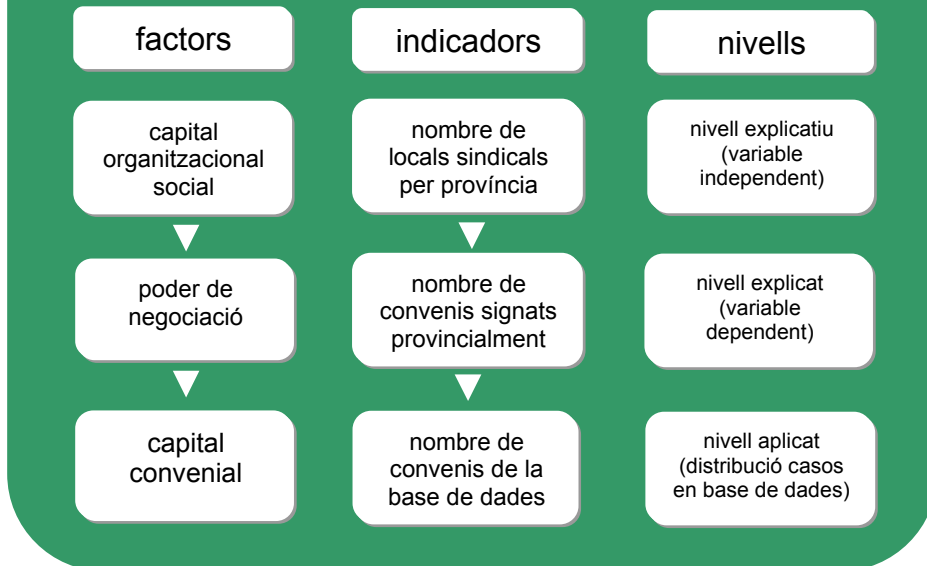 factors
indicadors
nivells
capital
organitzacional
social
nombre de
locals sindicals
per província
nivell explicatiu
(variable
independent)
poder de
negociació
nombre de
convenis signats
provincialment
nivell explicat
(variable
dependent)
capital
convenial
nombre de
convenis de la
base de dades
nivell aplicat
(distribució casos
en base de dades)